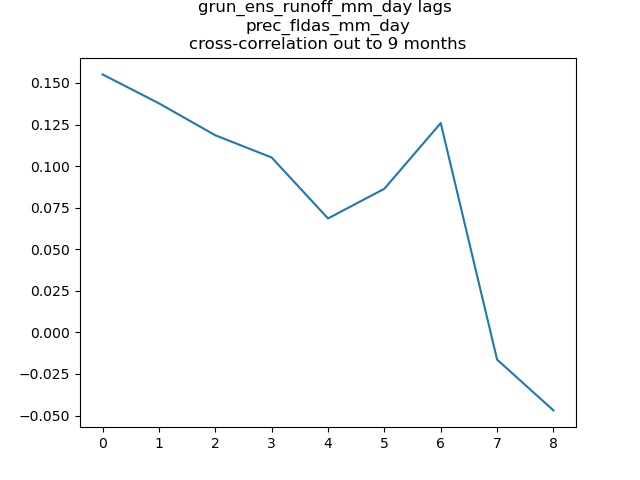 grun_ens_runoff_mm_day lags
prec_fldas_mm_day
cross-correlation out to 9 months
0.150
0.125
0.100
0.075
0.050
0.025
0.000
−0.025
−0.050
0 1 2 3 4 5 6 7 8